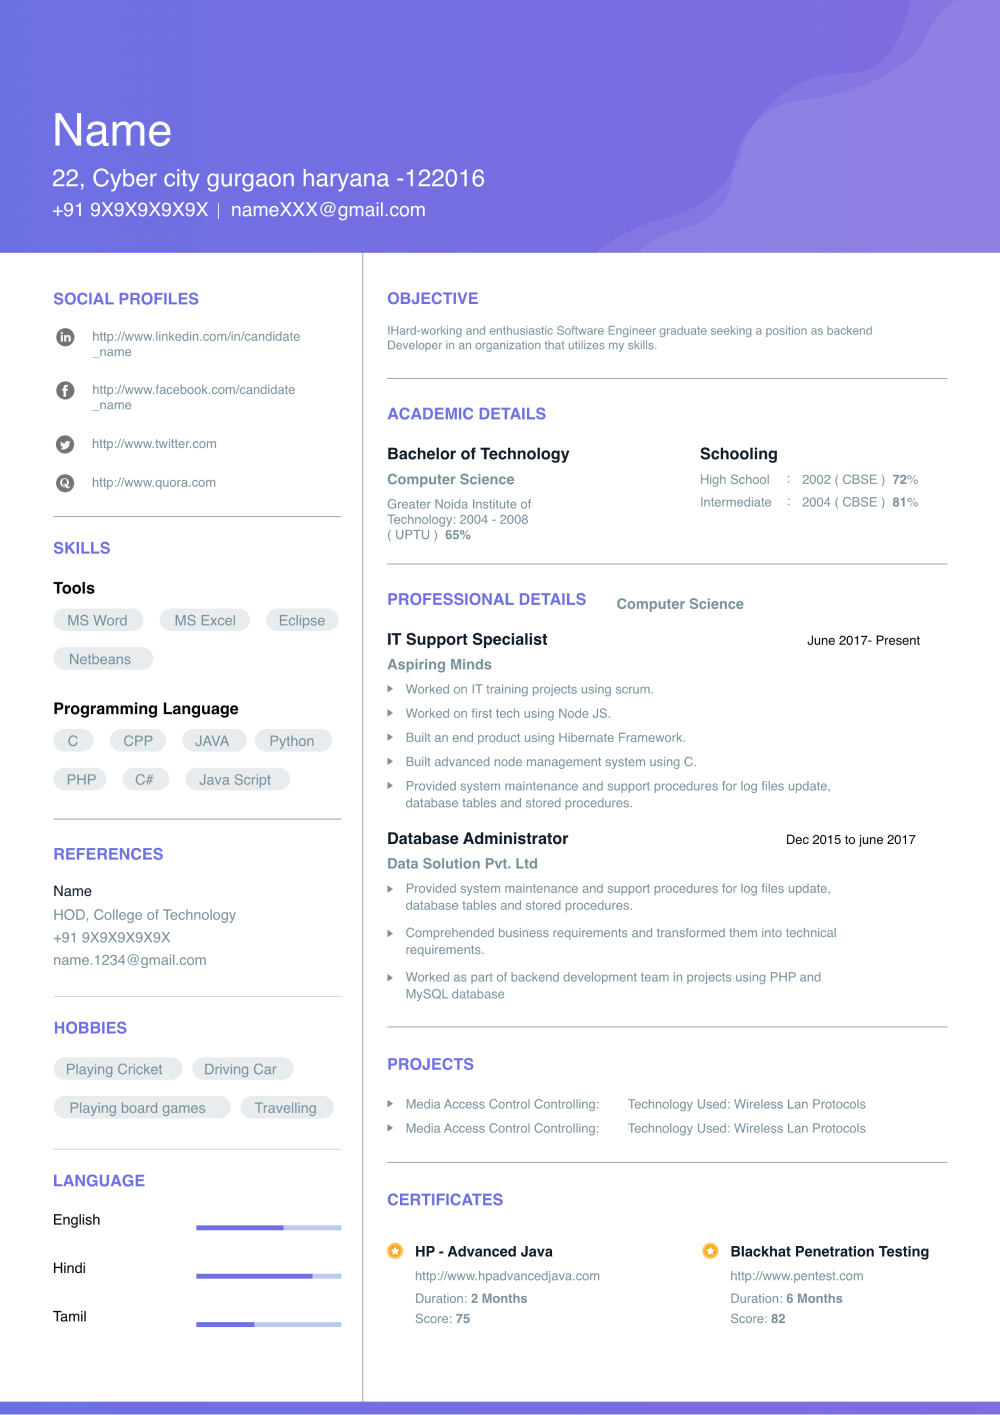 Name
22, Cyber city gurgaon haryana -122016
+91 9X9X9X9X9X | nameXXX@gmail.com
SOCIAL PROFILES
http://www.linkedin.com/in/candidate
_name
http://www.facebook.com/candidate
_name
http://www.twitter.com
http://www.quora.com
SKILLS
Tools
MS Word MS Excel Eclipse
Netbeans
Programming Language
C CPP JAVA Python
PHP C# Java Script
REFERENCES
Name
HOD, College of Technology
+91 9X9X9X9X9X
name.1234@gmail.com
HOBBIES
Playing Cricket Driving Car
Playing board games Travelling
LANGUAGE
English
Hindi
Tamil
OBJECTIVE
IHard-working and enthusiastic Software Engineer graduate seeking a position as backend
Developer in an organization that utilizes my skills.
ACADEMIC DETAILS
Bachelor of Technology
Computer Science
Greater Noida Institute of
Technology: 2004 - 2008
( UPTU ) 65%
Schooling
High School : 2002 ( CBSE ) 72%
Intermediate : 2004 ( CBSE ) 81%
PROFESSIONAL DETAILS Computer Science
IT Support Specialist June 2017- Present
Aspiring Minds
Worked on IT training projects using scrum.
Worked on first tech using Node JS.
Built an end product using Hibernate Framework.
Built advanced node management system using C.
Provided system maintenance and support procedures for log files update,
database tables and stored procedures.
Database Administrator Dec 2015 to june 2017
Data Solution Pvt. Ltd
Provided system maintenance and support procedures for log files update,
database tables and stored procedures.
Comprehended business requirements and transformed them into technical
requirements.
Worked as part of backend development team in projects using PHP and
MySQL database
PROJECTS
Media Access Control Controlling: Technology Used: Wireless Lan Protocols
Media Access Control Controlling: Technology Used: Wireless Lan Protocols
CERTIFICATES
HP - Advanced Java
http://www.hpadvancedjava.com
Duration: 2 Months
Score: 75
Blackhat Penetration Testing
http://www.pentest.com
Duration: 6 Months
Score: 82